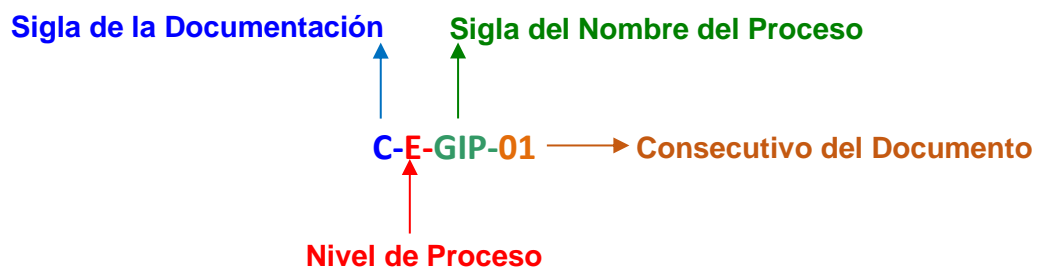 Sigla de la Documentación Sigla del Nombre del Proceso
C-E-GIP-01 Consecutivo del Documento
Nivel de Proceso